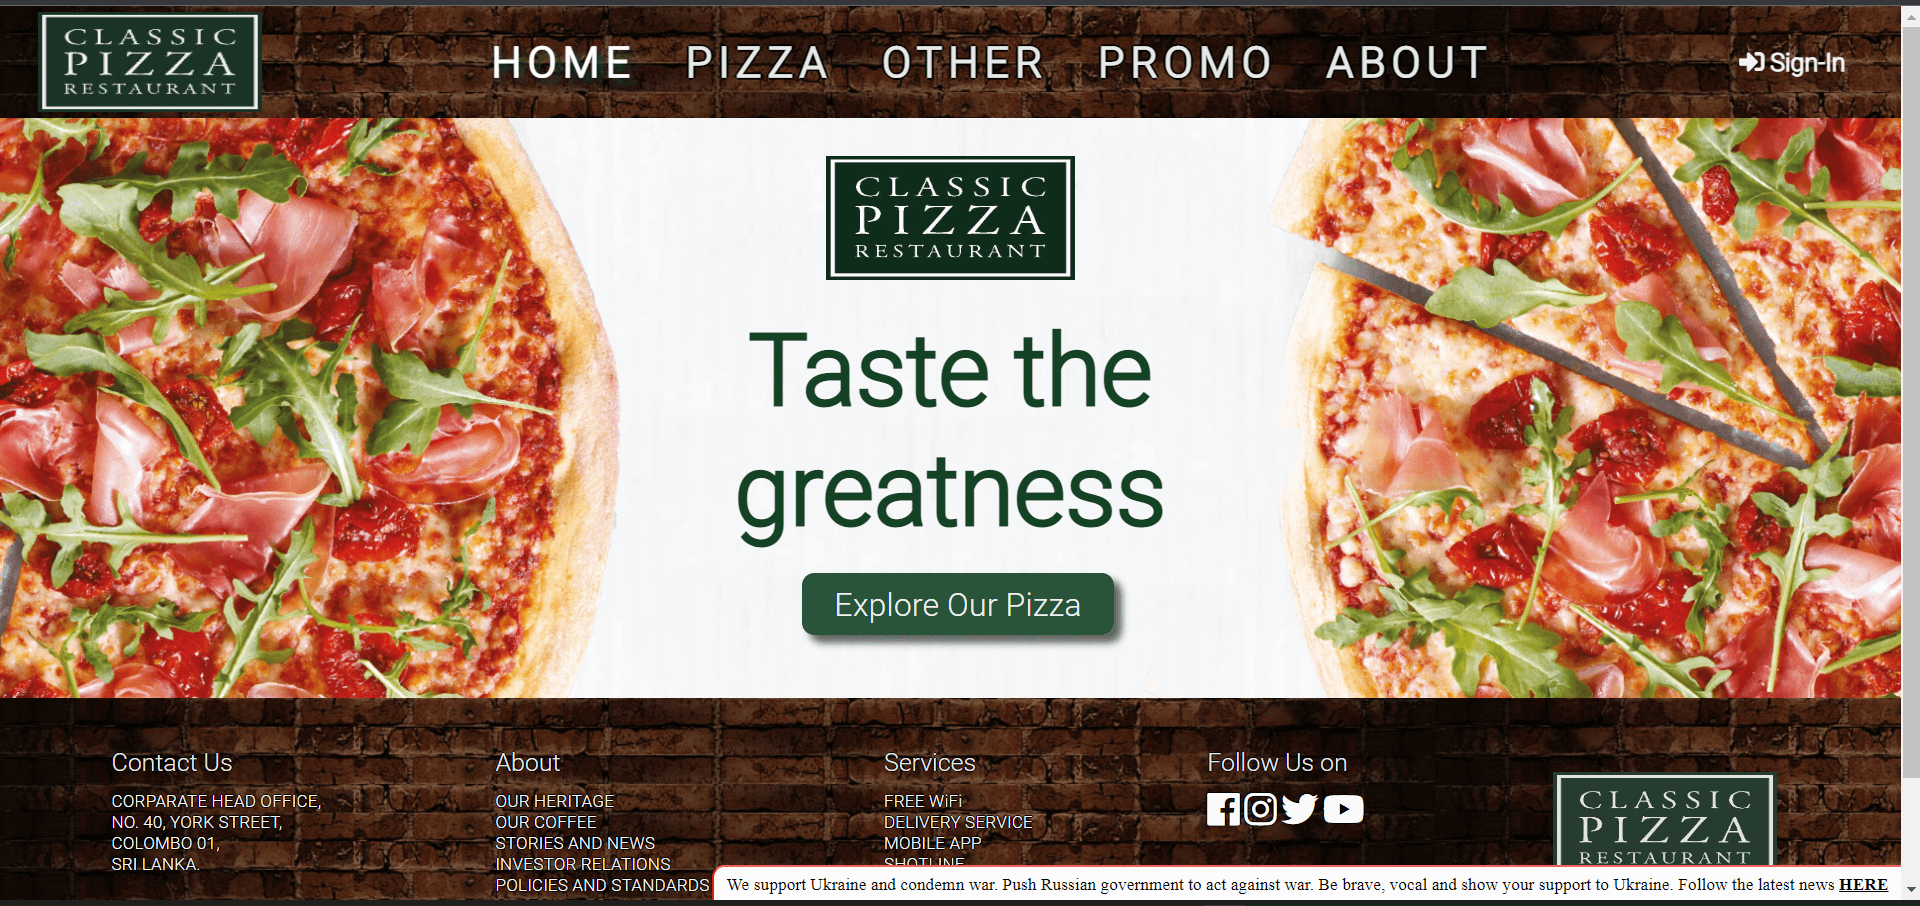 CLASSIC
PIZZA
RESTAURANT
HOME PIZZA OTHER PROMO ABOUT
Sign-In
CLASSIC
PIZZA
RESTAURANT
Taste the
greatness
Explore Our Pizza
Contact Us
CORPARATE HEAD OFFICE,
NO. 40, YORK STREET,
COLOMBO 01,
SRI LANKA.
About
OUR HERITAGE
OUR COFFEE
STORIES AND NEWS
INVESTOR RELATIONS
POLICIES AND STANDARDS
Services
FREE WiFi
DELIVERY SERVICE
MOBILE APP
SHOTLINE
Follow Us on
CLASSIC
PIZZA
RESTAURANT
We support Ukraine and condemn war. Push Russian government to act against war. Be brave, vocal and show your support to Ukraine. Follow the latest news HERE